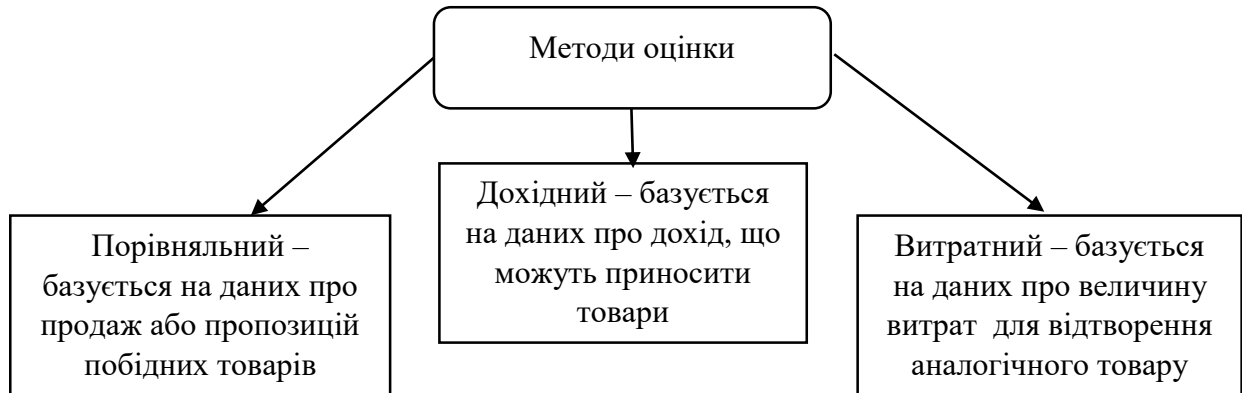 Методи оцінки
Порівняльний –
базується на даних про
продаж або пропозицій
побідних товарів
Дохідний – базується
на даних про дохід, що
можуть приносити
товари
Витратний – базується
на даних про величину
витрат для відтворення
аналогічного товару